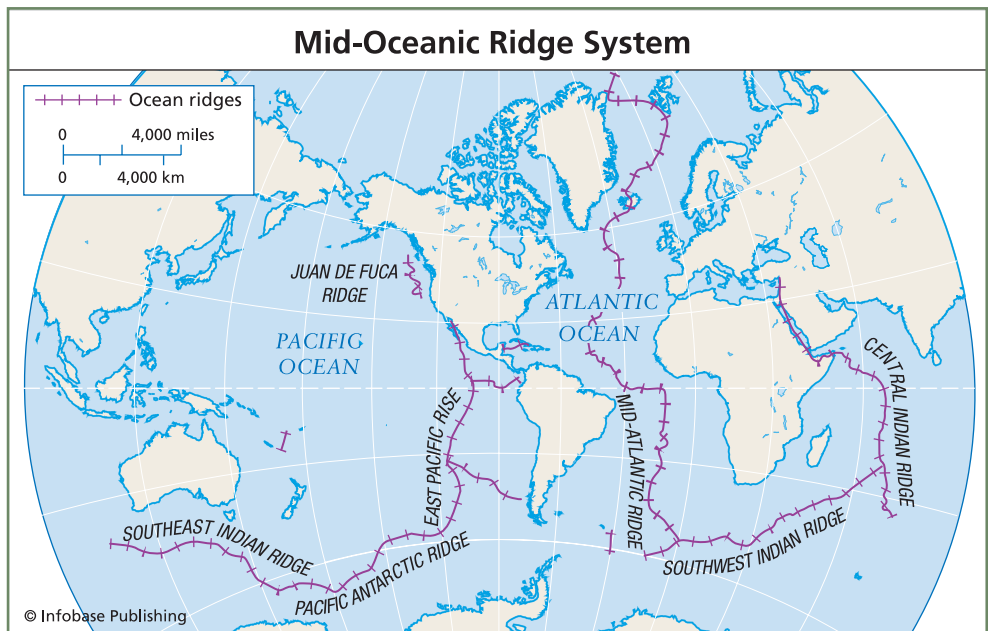 Mid-Oceanic Ridge System
Ocean ridges
0 4,000 miles
0 4,000 km
JUAN DE FUCA
RIDGE
PACIFIC
OCEAN
ATLANTIC
OCEAN
CENTRAL INDIAN RIDGE
EAST PACIFIC RISE
MID-ATLANTIC RIDGE
SOUTHEAST INDIAN RIDGE
PACIFIC ANTARCTIC RIDGE
SOUTHWEST INDIAN RIDGE
© Infobase Publishing